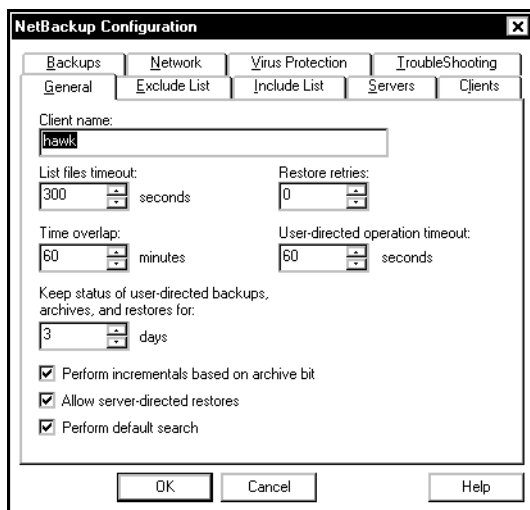 NetBackup Configuration
Backups Network Virus Protection TroubleShooting
General Exclude List Include List Servers Clients
Client name:
hawk
List files timeout: Restore retries:
300 seconds 0
Time overlap: User-directed operation timeout:
60 minutes 60 seconds
Keep status of user-directed backups,
archives, and restores for:
3 days
Perform incrementals based on archive bit
Allow server-directed restores
Perform default search
OK Cancel Help